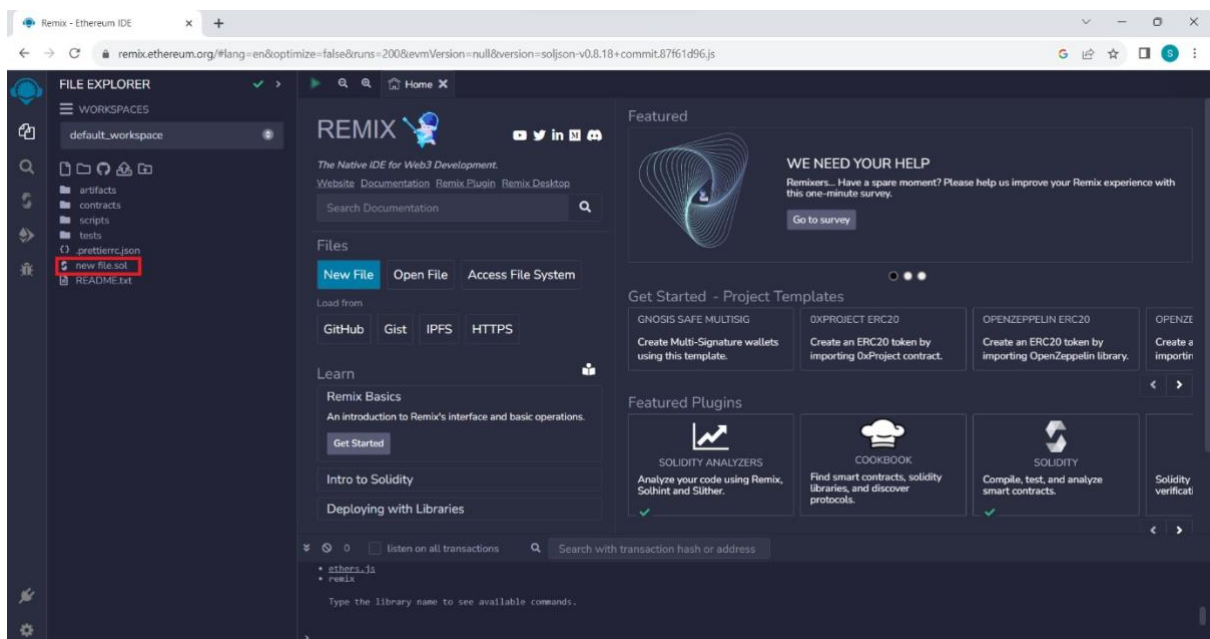 Remix - Ethereum IDE
remix.ethereum.org/#lang=en&optimize=false&runs=200&evmVersion=null&version=soljson-v0.8.18+commit.87f61d96.js
G
S
FILE EXPLORER
WORKSPACES
default_workspace
artifacts
contracts
scripts
tests
.prettierrc.json
new file.sol
README.txt
Home
REMIX
The Native IDE for Web3 Development.
Website Documentation Remix Plugin Remix Desktop
Search Documentation
Files
New File Open File Access File System
Load from
GitHub Gist IPFS HTTPS
Learn
Remix Basics
An introduction to Remix's interface and basic operations.
Get Started
Intro to Solidity
Deploying with Libraries
Featured
WE NEED YOUR HELP
Remixers... Have a spare moment? Please help us improve your Remix experience with
this one-minute survey.
Go to survey
Get Started - Project Templates
GNOSIS SAFE MULTISIG
Create Multi-Signature wallets
using this template.
0XPROJECT ERC20
Create an ERC20 token by
importing 0xProject contract.
OPENZEPPELIN ERC20
Create an ERC20 token by
importing OpenZeppelin library.
OPENZE
Create a
importin
Featured Plugins
SOLIDITY ANALYZERS
Analyze your code using Remix,
Solhint and Slither.
COOKBOOK
Find smart contracts, solidity
libraries, and discover
protocols.
SOLIDITY
Compile, test, and analyze
smart contracts.
Solidity
verificati
0 listen on all transactions Search with transaction hash or address
• ethers.js
• remix
Type the library name to see available commands.
>